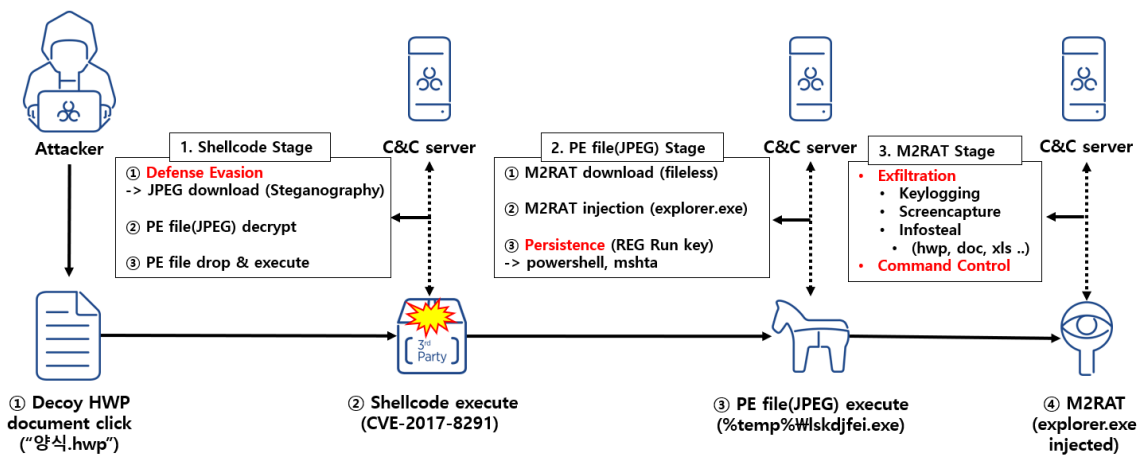 Attacker
1. Shellcode Stage
① Defense Evasion
-> JPEG download (Steganography)
② PE file(JPEG) decrypt
③ PE file drop & execute
C&C server
2. PE file(JPEG) Stage
① M2RAT download (fileless)
② M2RAT injection (explorer.exe)
③ Persistence (REG Run key)
-> powershell, mshta
C&C server
3. M2RAT Stage
• Exfiltration
• Keylogging
• Screencapture
• Infosteal
• (hwp, doc, xls ..)
• Command Control
C&C server
3rd
Party
① Decoy HWP
document click
("양식.hwp")
② Shellcode execute
(CVE-2017-8291)
③ PE file(JPEG) execute
(%temp%₩lskdjfei.exe)
④ M2RAT
(explorer.exe
injected)